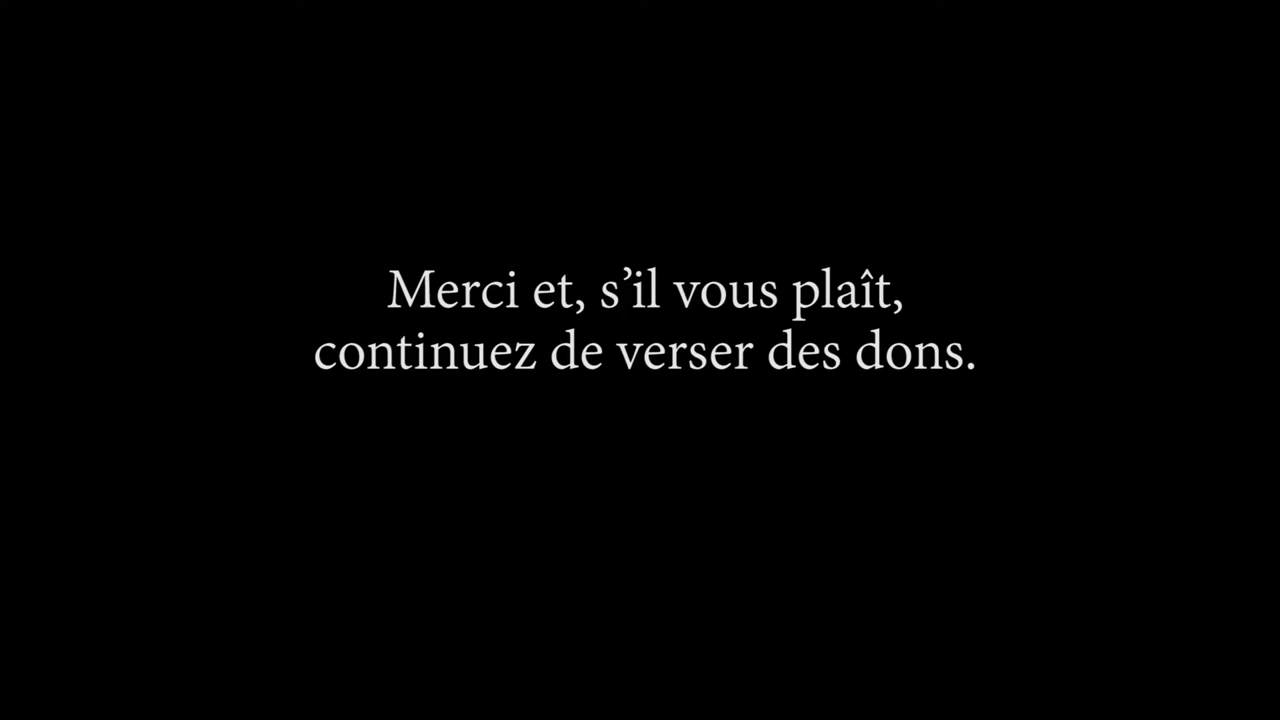 Merci et, s’il vous plaît,
continuez de verser des dons.